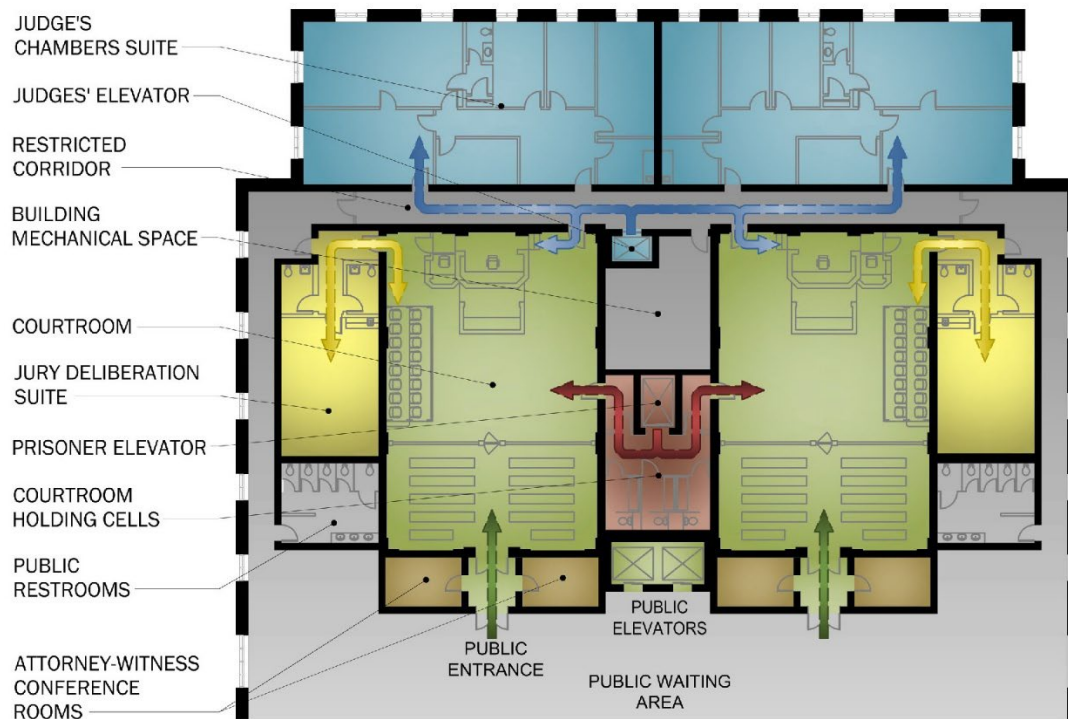 JUDGE'S
CHAMBERS SUITE
JUDGES' ELEVATOR
RESTRICTED
CORRIDOR
BUILDING
MECHANICAL SPACE
COURTROOM
JURY DELIBERATION
SUITE
PRISONER ELEVATOR
COURTROOM
HOLDING CELLS
PUBLIC
RESTROOMS
ATTORNEY-WITNESS
CONFERENCE
ROOMS
PUBLIC
ENTRANCE
PUBLIC
ELEVATORS
PUBLIC WAITING
AREA